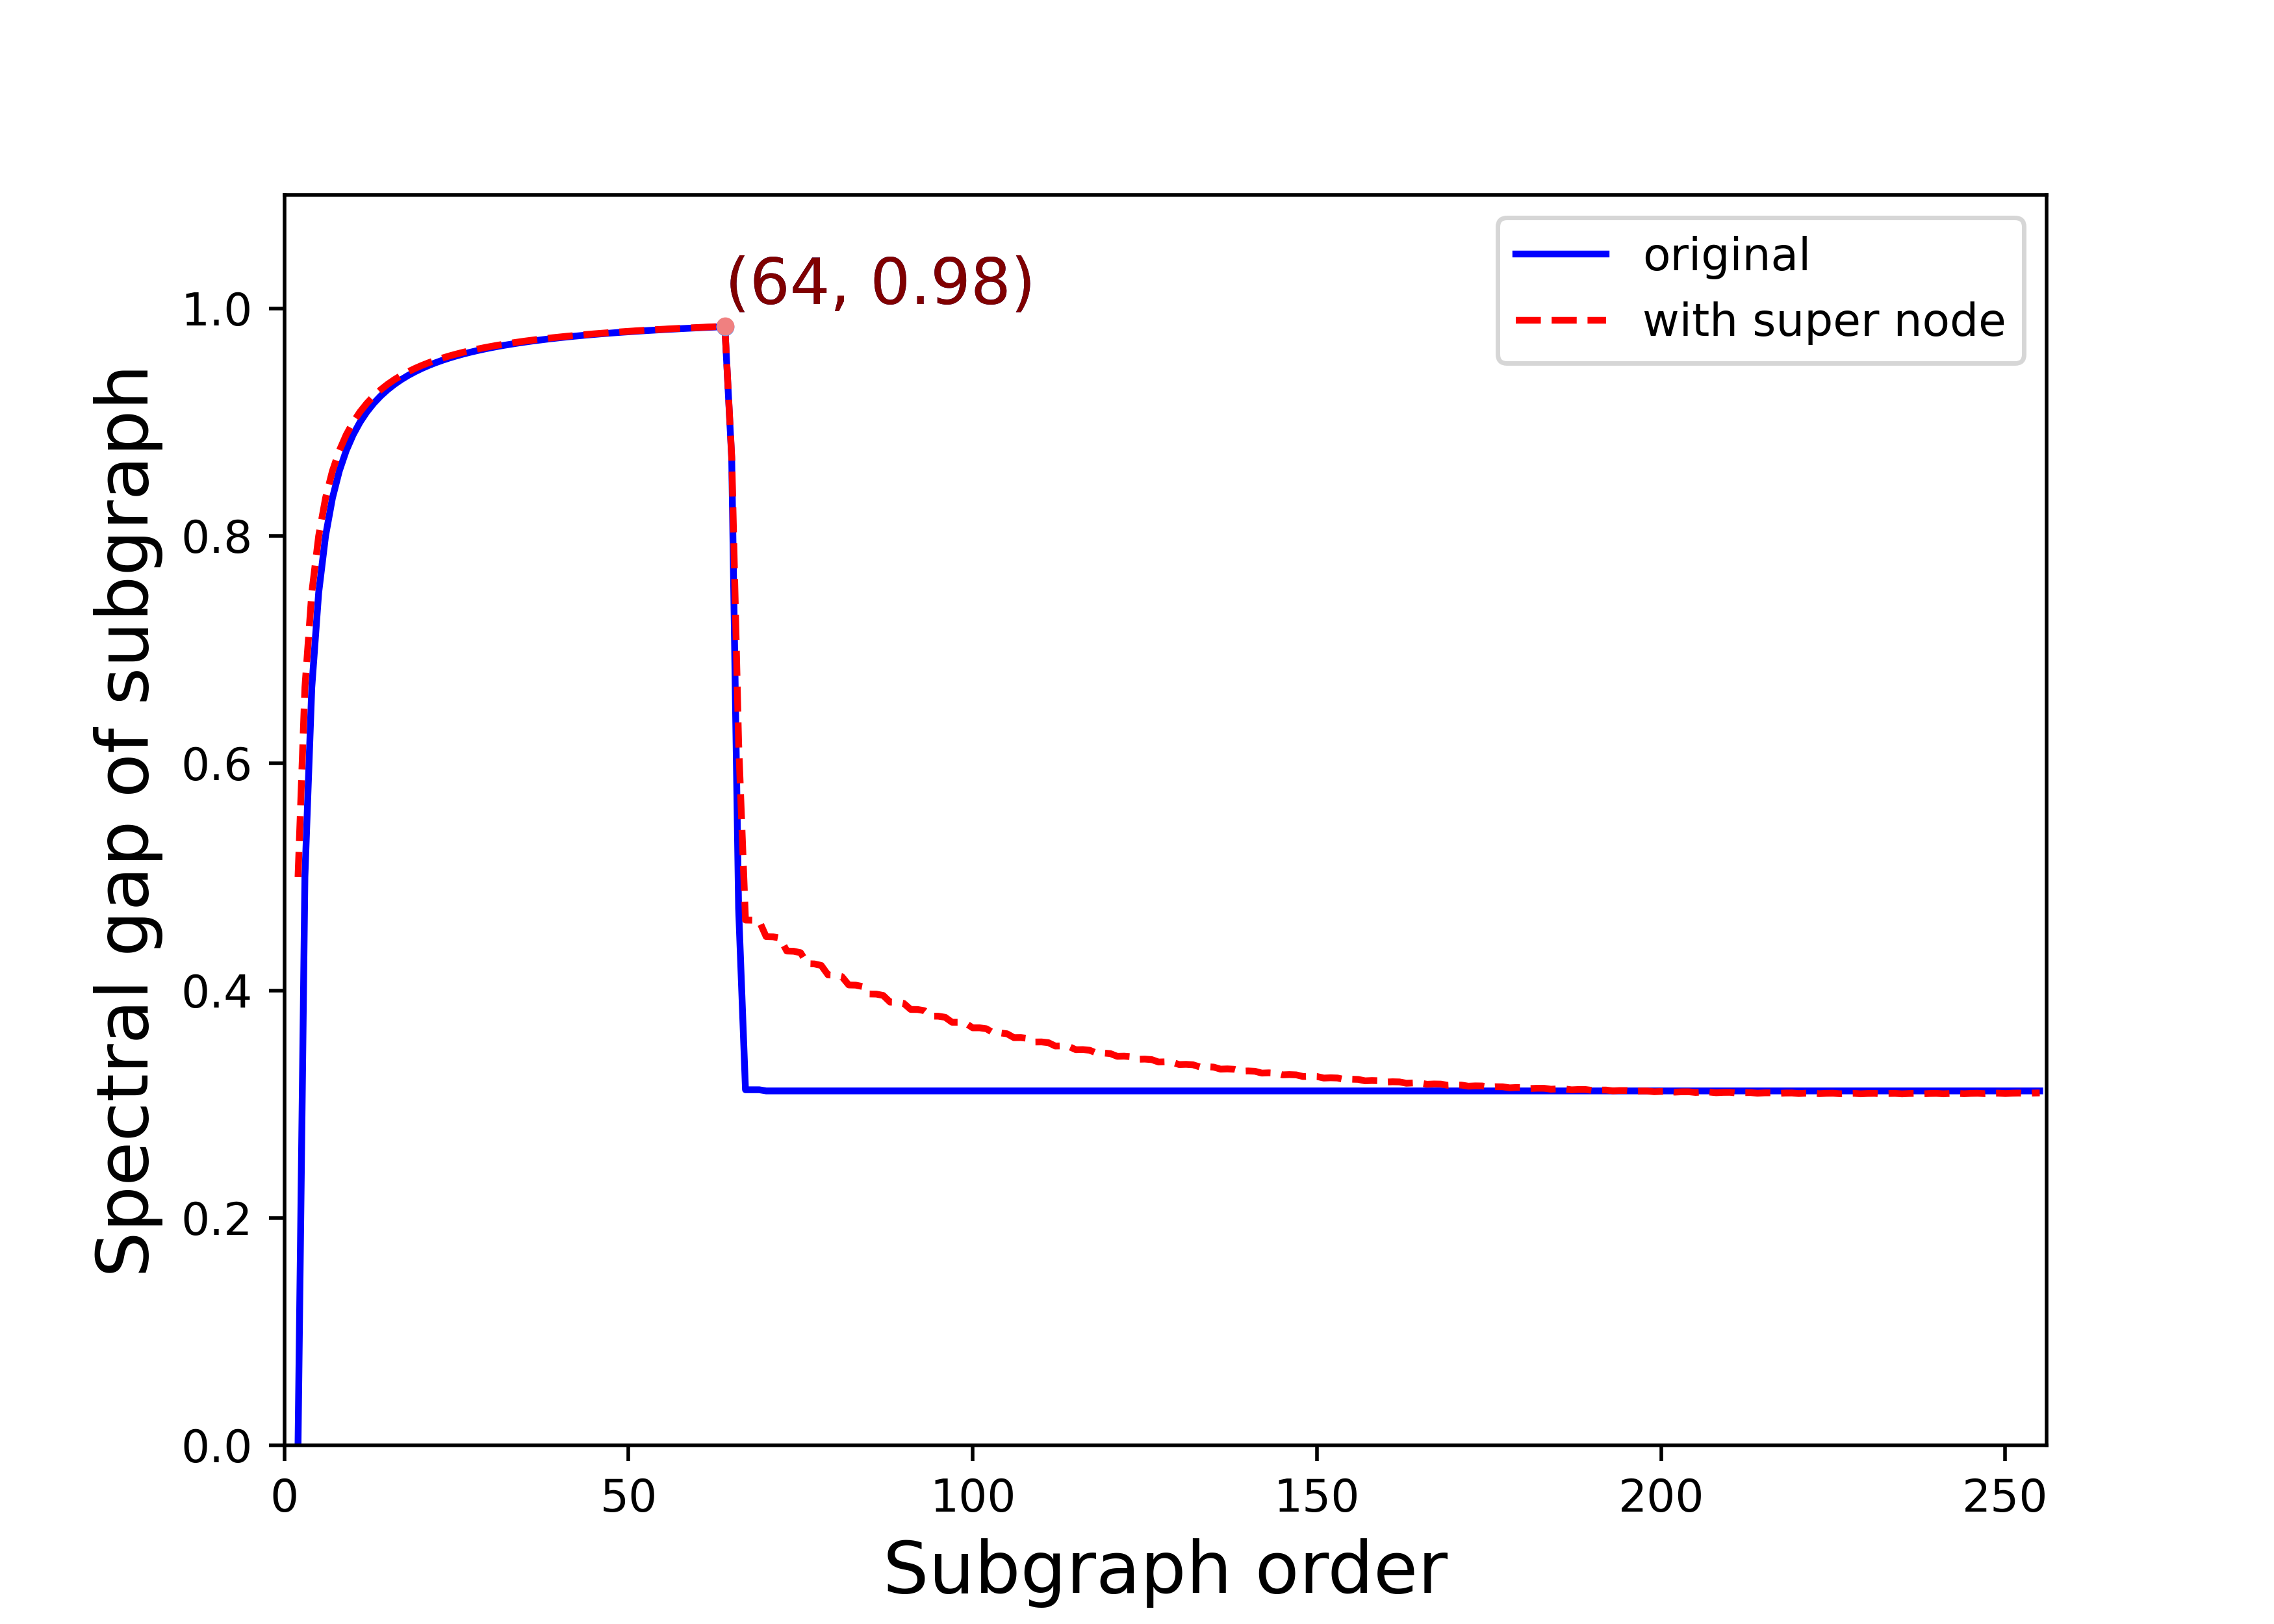 (64, 0.98)
original
with super node
Spectral gap of subgraph
1.0
0.8
0.6
0.4
0.2
0.0
0 50 100 150 200 250
Subgraph order